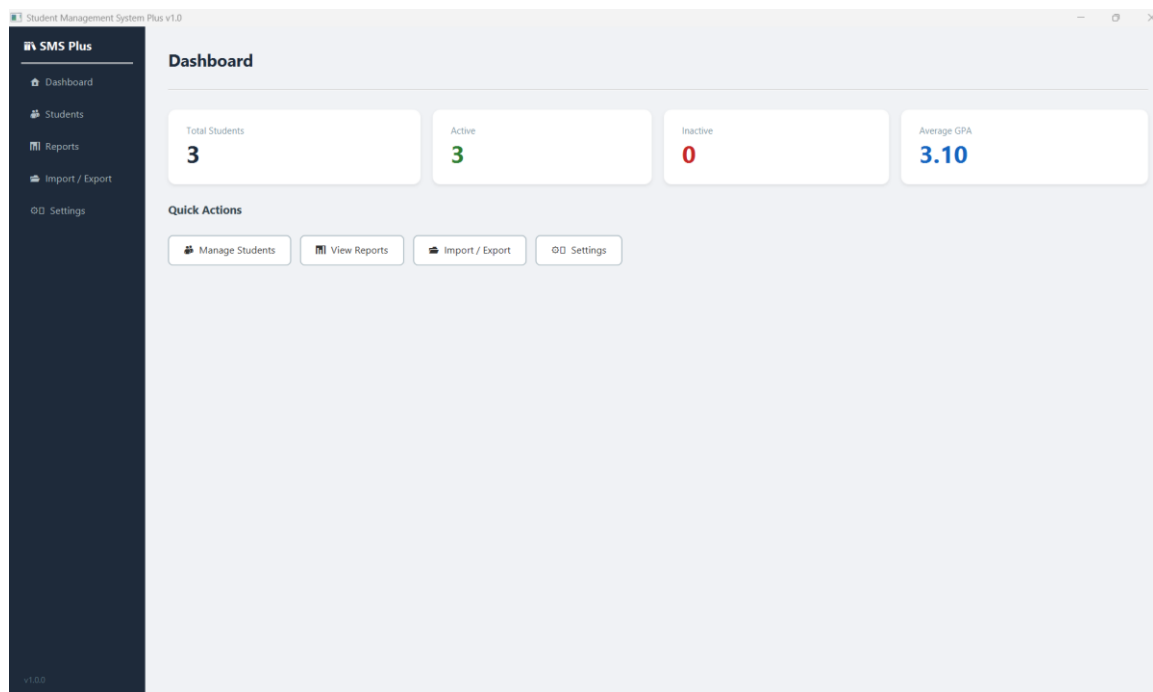 Student Management System Plus v1.0
SMS Plus
Dashboard
Students
Reports
Import / Export
Settings
v1.0.0
Dashboard
Total Students
3
Active
3
Inactive
0
Average GPA
3.10
Quick Actions
Manage Students
View Reports
Import / Export
Settings